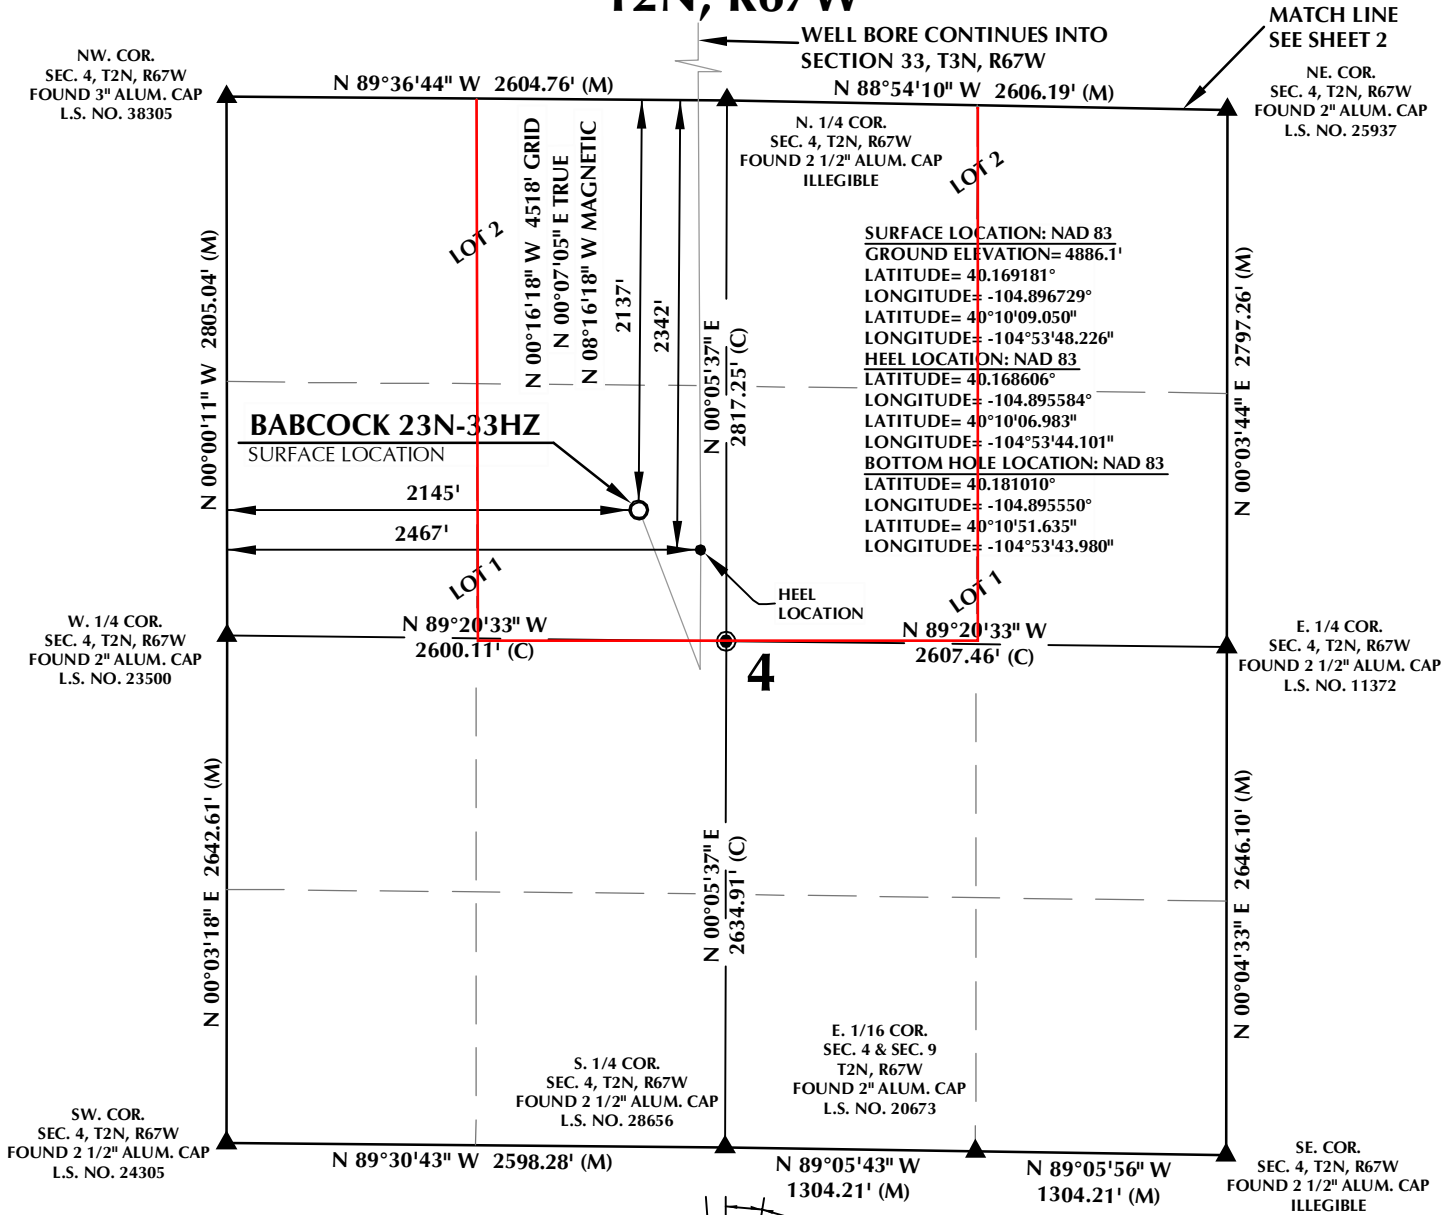 T2N, R67W
WELL BORE CONTINUES INTO
SECTION 33, T3N, R67W
MATCH LINE
SEE SHEET 2
NW. COR.
SEC. 4, T2N, R67W
FOUND 3" ALUM. CAP
L.S. NO. 38305
N 89°36'44" W 2604.76' (M)
N 88°54'10" W 2606.19' (M)
NE. COR.
SEC. 4, T2N, R67W
FOUND 2" ALUM. CAP
L.S. NO. 25937
N. 1/4 COR.
SEC. 4, T2N, R67W
FOUND 2 1/2" ALUM. CAP
ILLEGIBLE
LOT 2
LOT 2
N 00°16'18" W 4518' GRID
N 00°07'05" E TRUE
N 08°16'18" W MAGNETIC
2137'
2342'
N 00°05'37" E
2817.25' (C)
N 00°00'11" W 2805.04' (M)
N 00°03'44" E 2797.26' (M)
SURFACE LOCATION: NAD 83
GROUND ELEVATION= 4886.1'
LATITUDE= 40.169181°
LONGITUDE= -104.896729°
LATITUDE= 40°10'09.050"
LONGITUDE= -104°53'48.226"
HEEL LOCATION: NAD 83
LATITUDE= 40.168606°
LONGITUDE= -104.895584°
LATITUDE= 40°10'06.983"
LONGITUDE= -104°53'44.101"
BOTTOM HOLE LOCATION: NAD 83
LATITUDE= 40.181010°
LONGITUDE= -104.895550°
LATITUDE= 40°10'51.635"
LONGITUDE= -104°53'43.980"
BABCOCK 23N-33HZ
SURFACE LOCATION
2145'
2467'
LOT 1
LOT 1
HEEL
LOCATION
W. 1/4 COR.
SEC. 4, T2N, R67W
FOUND 2" ALUM. CAP
L.S. NO. 23500
N 89°20'33" W
2600.11' (C)
N 89°20'33" W
2607.46' (C)
4
E. 1/4 COR.
SEC. 4, T2N, R67W
FOUND 2 1/2" ALUM. CAP
L.S. NO. 11372
N 00°03'18" E 2642.61' (M)
N 00°05'37" E
2634.91' (C)
N 00°04'33" E 2646.10' (M)
E. 1/16 COR.
SEC. 4 & SEC. 9
T2N, R67W
FOUND 2" ALUM. CAP
L.S. NO. 20673
S. 1/4 COR.
SEC. 4, T2N, R67W
FOUND 2 1/2" ALUM. CAP
L.S. NO. 28656
SW. COR.
SEC. 4, T2N, R67W
FOUND 2 1/2" ALUM. CAP
L.S. NO. 24305
N 89°30'43" W 2598.28' (M)
N 89°05'43" W
1304.21' (M)
N 89°05'56" W
1304.21' (M)
SE. COR.
SEC. 4, T2N, R67W
FOUND 2 1/2" ALUM. CAP
ILLEGIBLE